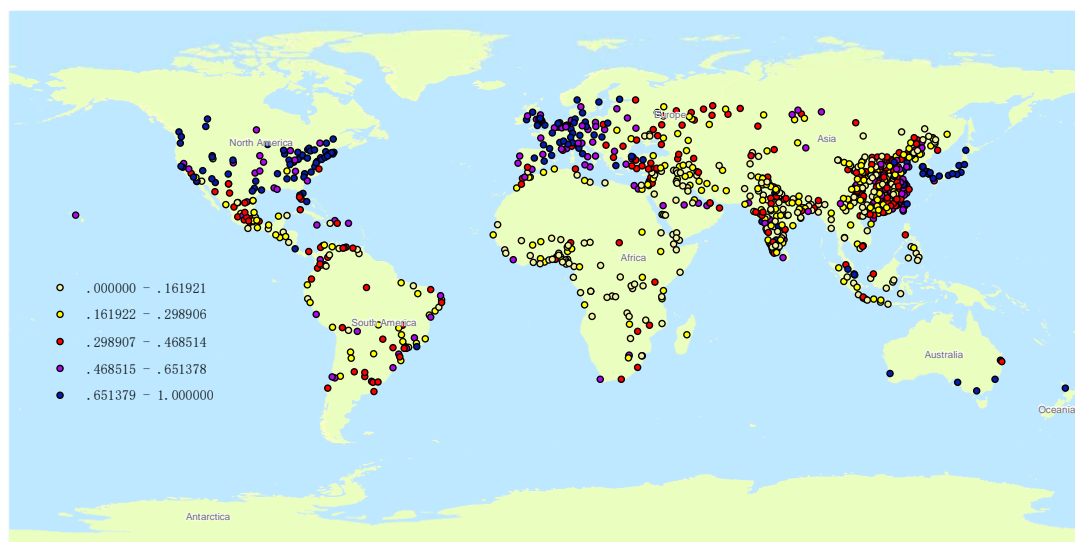 Europe
North America
Asia
Africa
.000000 - .161921
.161922 - .298906
South America
.298907 - .468514
Australia
.468515 - .651378
.651379 - 1.000000
Oceania
Antarctica